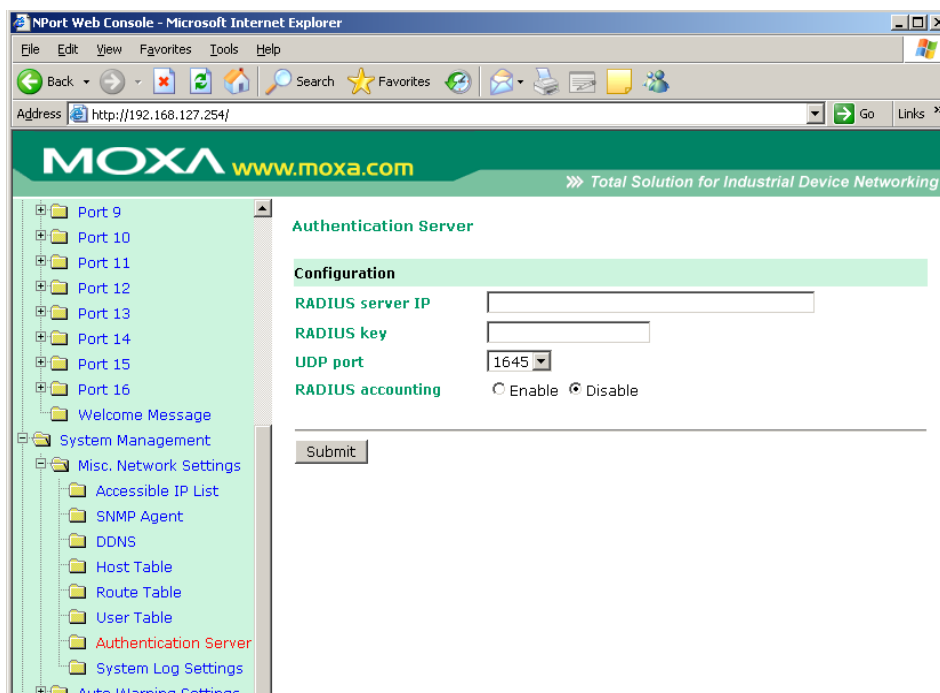 NPort Web Console - Microsoft Internet Explorer
File Edit View Favorites Tools Help
Back Search Favorites
Address http://192.168.127.254/ Go Links »
MOXA www.moxa.com
Total Solution for Industrial Device Networking
Port 9
Port 10
Port 11
Port 12
Port 13
Port 14
Port 15
Port 16
Welcome Message
System Management
Misc. Network Settings
Accessible IP List
SNMP Agent
DDNS
Host Table
Route Table
User Table
Authentication Server
System Log Settings
Auto Warning Settings
Authentication Server
Configuration
RADIUS server IP
RADIUS key
UDP port 1645
RADIUS accounting Enable Disable
Submit